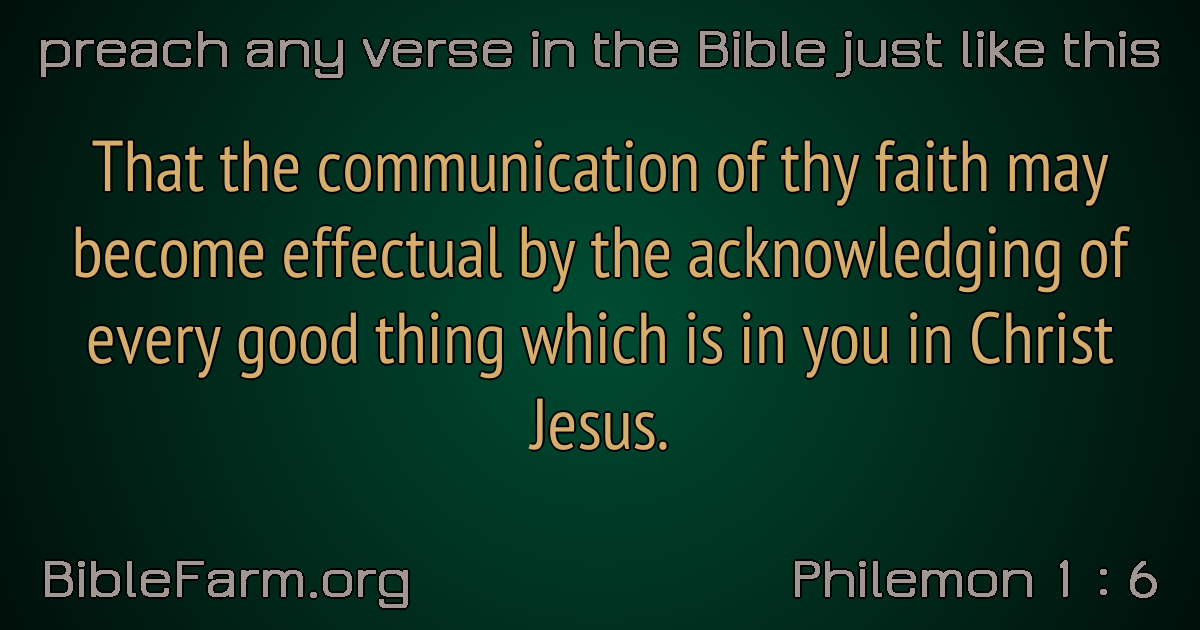 preach any verse in the Bible just like this
That the communication of thy faith may
become effectual by the acknowledging of
every good thing which is in you in Christ
Jesus.
BibleFarm.org
Philemon 1 : 6